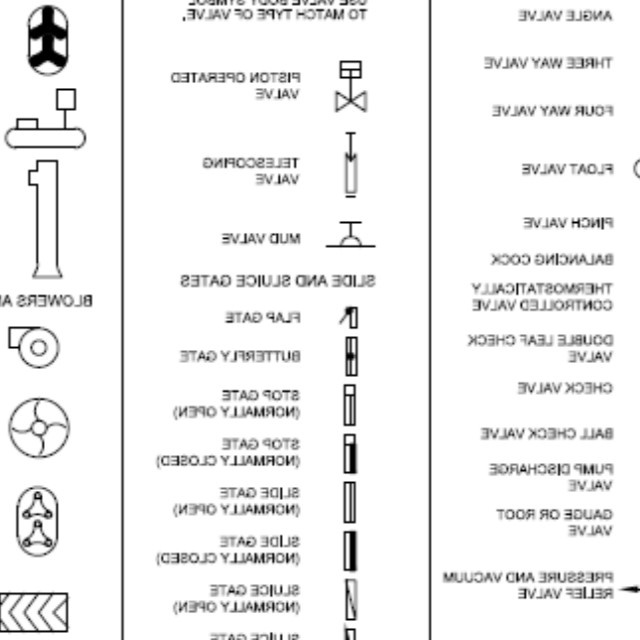 ANGLE VALVE
THREE WAY VALVE
FOUR WAY VALVE
FLOAT VALVE
PINCH VALVE
BALANCING COCK
THERMOSTATICALLY
CONTROLLED VALVE
DOUBLE LEAF CHECK
VALVE
CHECK VALVE
BALL CHECK VALVE
PUMP DISCHARGE
VALVE
GAUGE OR ROOT
VALVE
PRESSURE AND VACUUM
RELIEF VALVE
USE VALVE BODY SYMBOL
TO MATCH TYPE OF VALVE,
PISTON OPERATED
VALVE
TELESCOPING
VALVE
MUD VALVE
SLIDE AND SLUICE GATES
FLAP GATE
BUTTERFLY GATE
STOP GATE
(NORMALLY OPEN)
STOP GATE
(NORMALLY CLOSED)
SLIDE GATE
(NORMALLY OPEN)
SLIDE GATE
(NORMALLY CLOSED)
SLUICE GATE
(NORMALLY OPEN)
SLUICE GATE
BLOWERS A